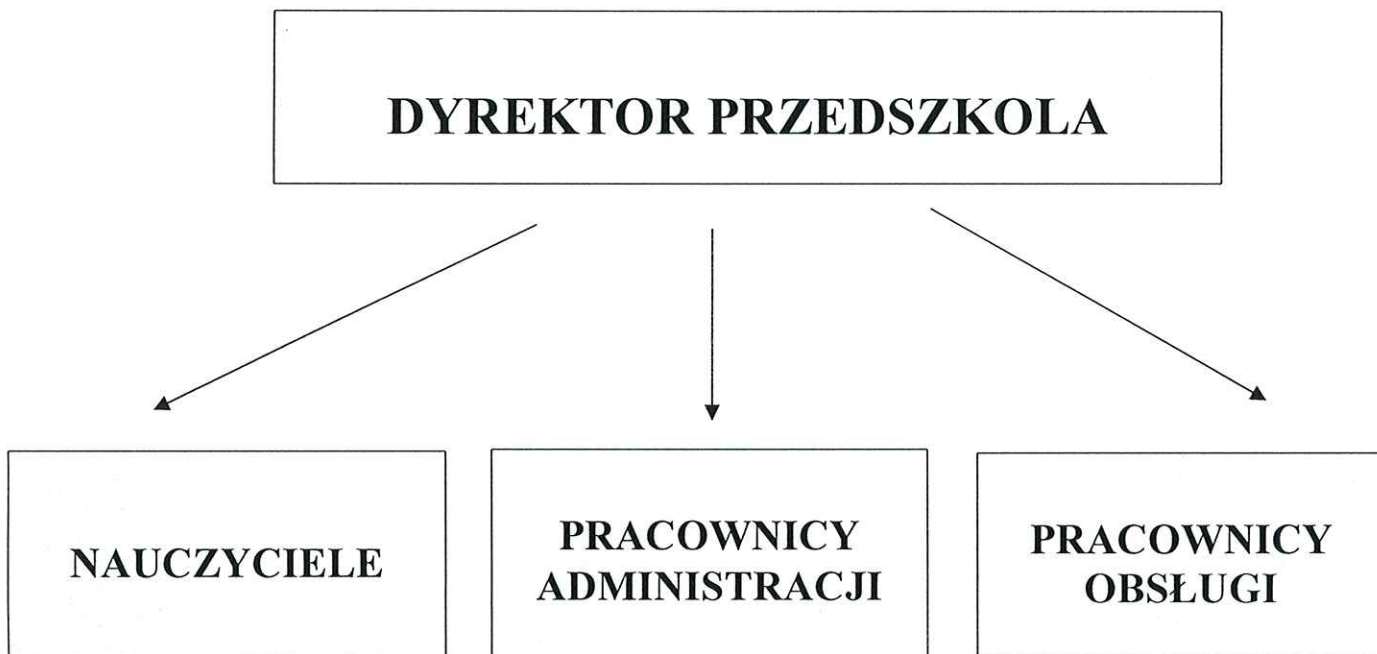 DYREKTOR PRZEDSZKOLA
NAUCZYCIELE
PRACOWNICY
ADMINISTRACJI
PRACOWNICY
OBSŁUGI